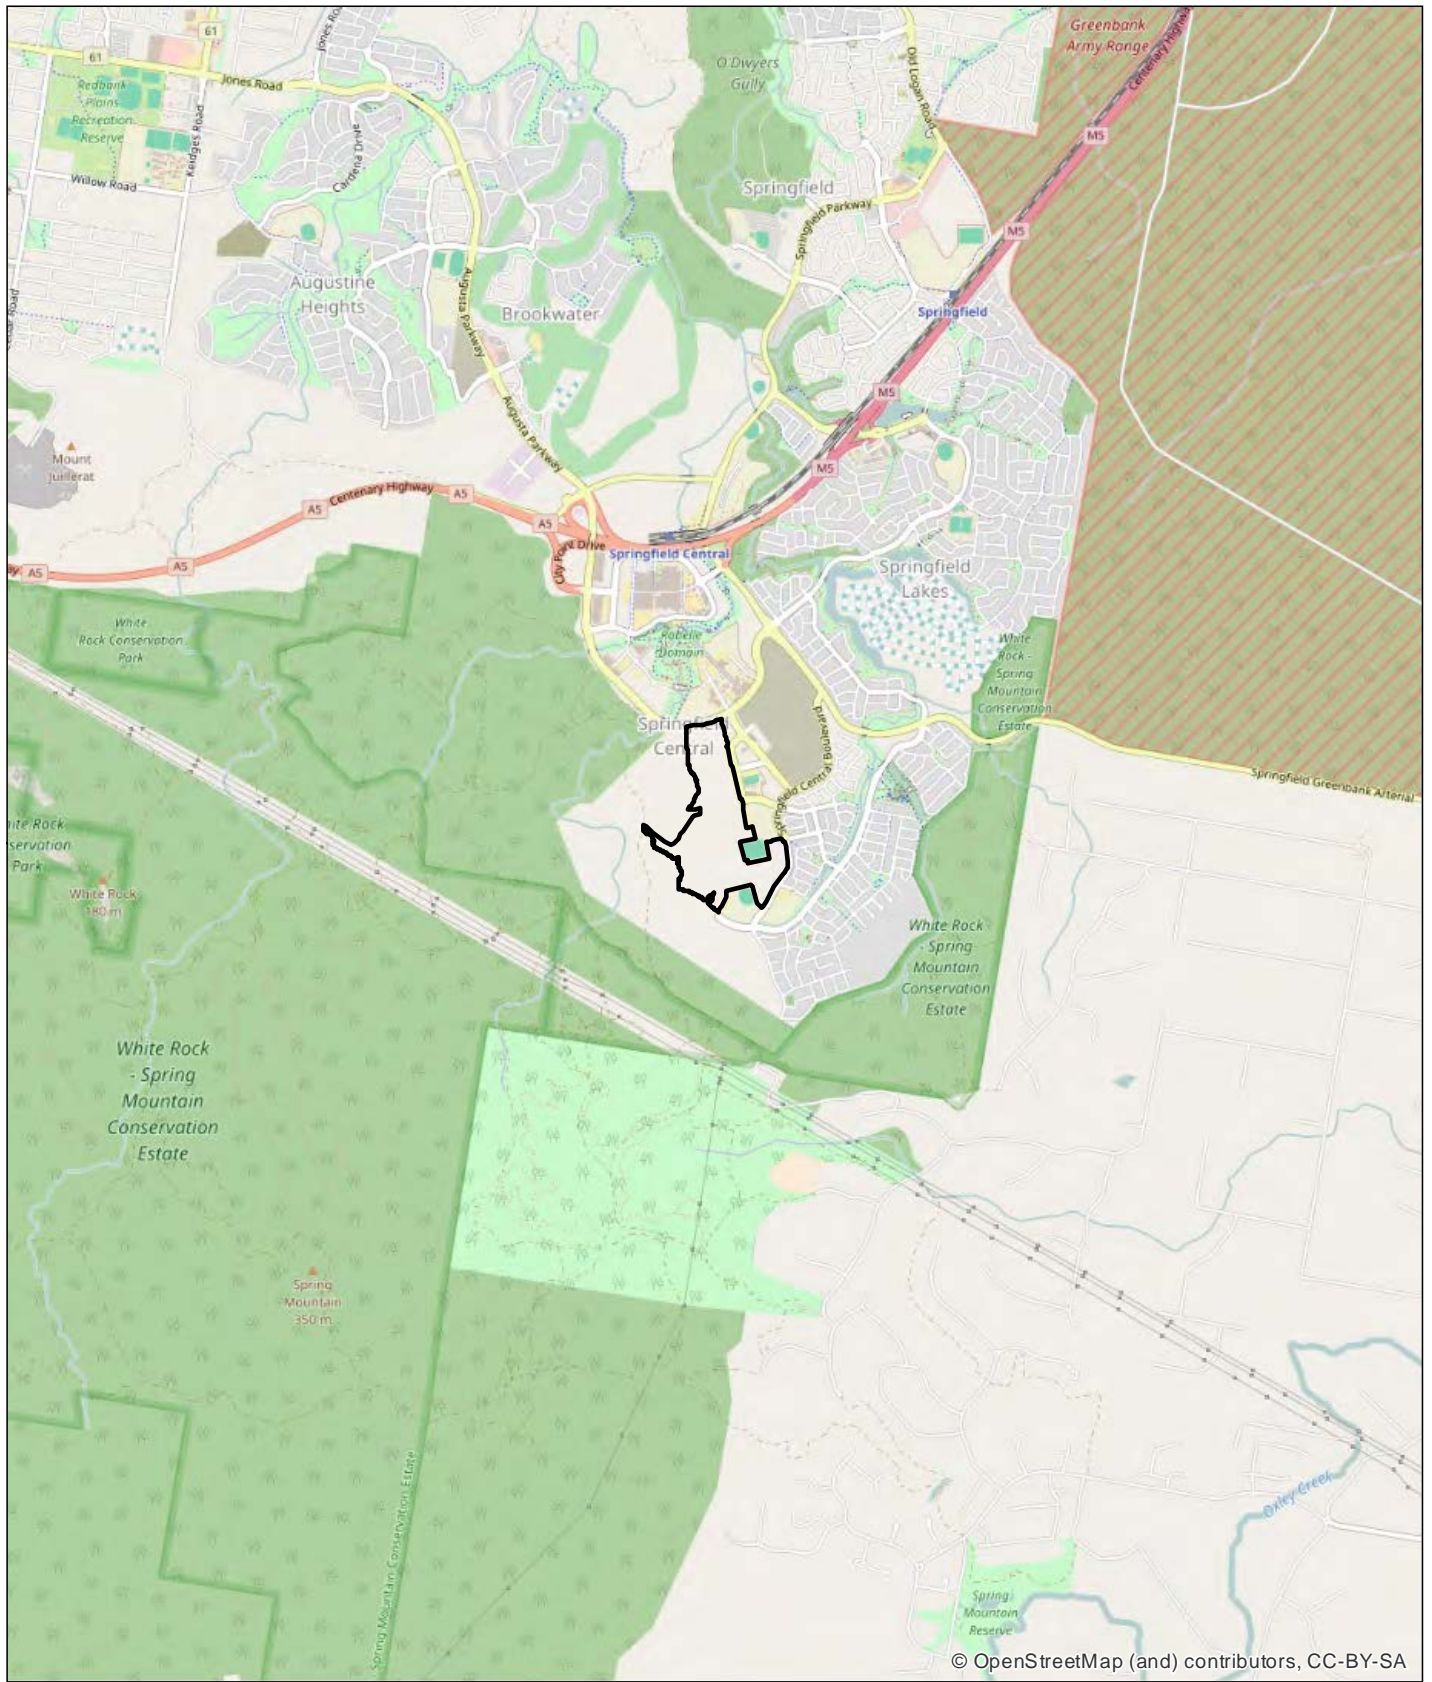 Greenbank
Army Range
Centenary Highway
61
61
Jones Road
O'Dwyers
Gully
Old Logan Road
Redbank
Plains
Recreation
Reserve
Keidges Road
M5
Willow Road
Springfield
Springfield Parkway
M5
Augustine
Heights
Brookwater
Augusta Parkway
Springfield
M5
Augusta Parkway
Mount
Juillerat
M5
Centenary Highway
A5
A5
A5
City Point Drive
Springfield Central
A5
A5
Springfield
Lakes
White
Rock Conservation
Park
Robelle
Domain
White
Rock -
Spring
Mountain
Conservation
Estate
Springfield
Central
Boulevard
Springfield Central
Springfield Greenbank Arterial
White Rock
180 m
White Rock
- Spring
Mountain
Conservation
Estate
White Rock
- Spring
Mountain
Conservation
Estate
Spring
Mountain
350 m
Spring Mountain Conservation Estate
Oxley Creek
Spring
Mountain
Reserve
© OpenStreetMap (and) contributors, CC-BY-SA